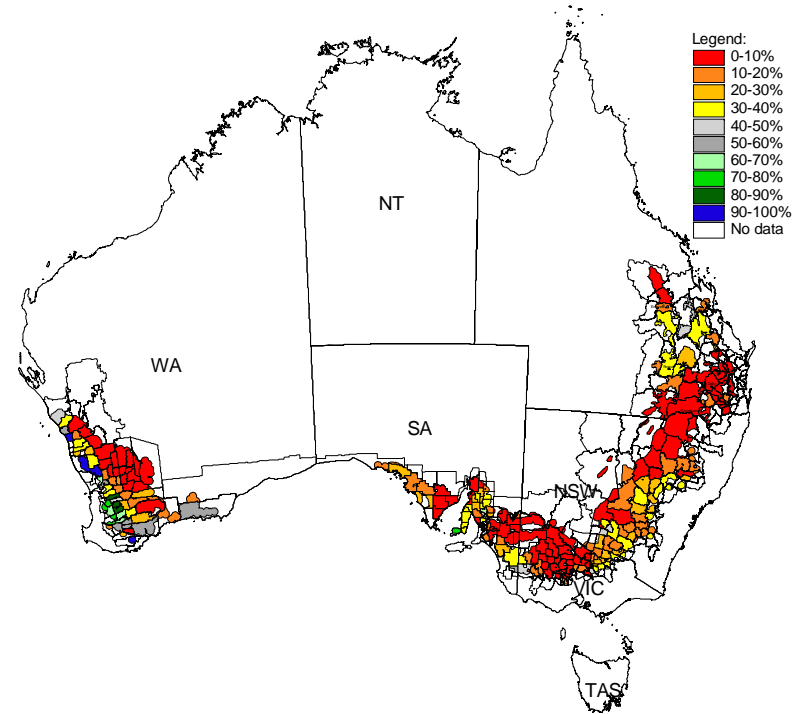 Legend:
0-10%
10-20%
20-30%
30-40%
40-50%
50-60%
60-70%
70-80%
80-90%
90-100%
No data
NT
WA
SA
NSW
VIC
TAS